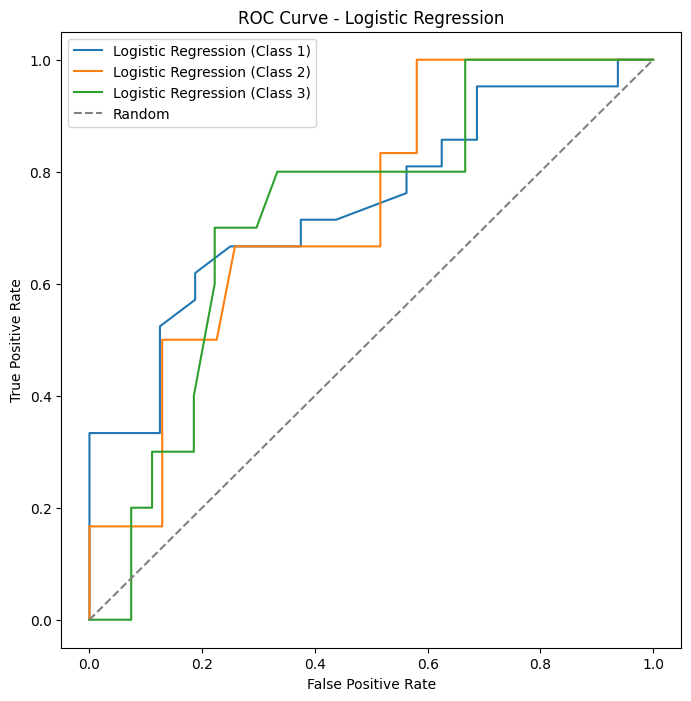 ROC Curve - Logistic Regression
Logistic Regression (Class 1)
Logistic Regression (Class 2)
Logistic Regression (Class 3)
Random
True Positive Rate
1.0
0.8
0.6
0.4
0.2
0.0
0.0 0.2 0.4 0.6 0.8 1.0
False Positive Rate